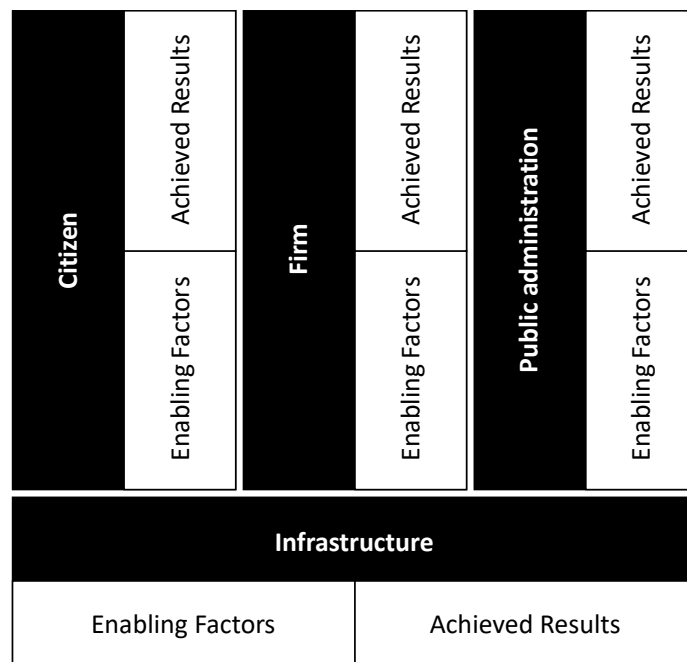 Citizen
Achieved Results
Enabling Factors
Firm
Achieved Results
Enabling Factors
Public administration
Achieved Results
Enabling Factors
Infrastructure
Enabling Factors
Achieved Results